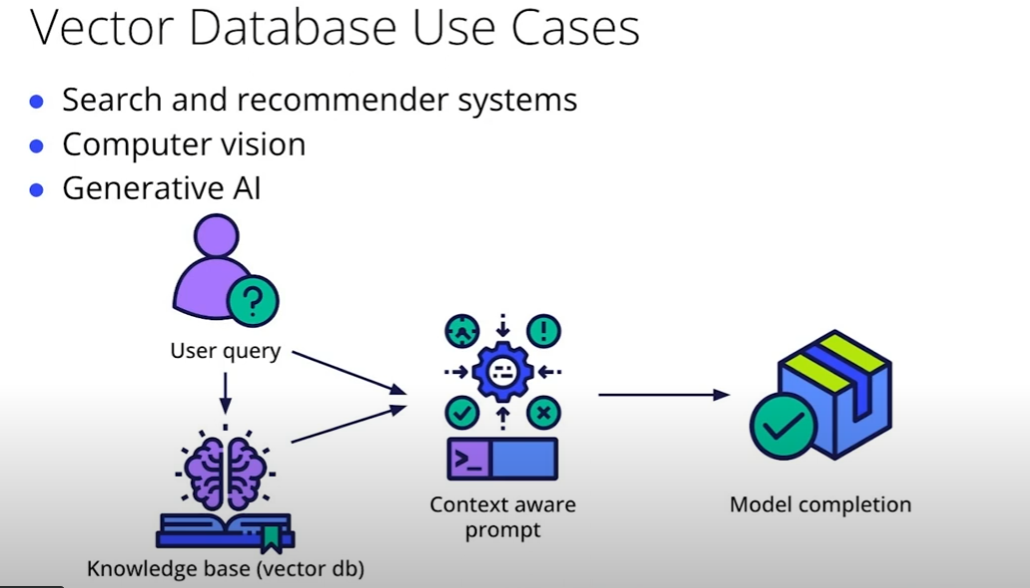 Vector Database Use Cases
● Search and recommender systems
● Computer vision
● Generative AI
?
User query
Knowledge base (vector db)
!
>_
Context aware
prompt
Model completion